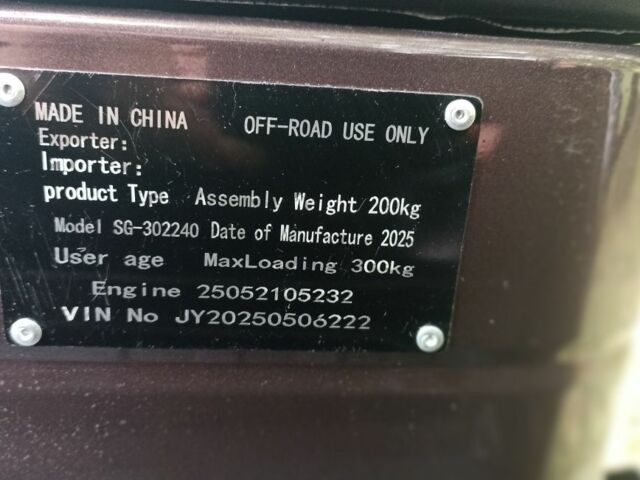 MADE IN CHINA OFF-ROAD USE ONLY
Exporter:
Importer:
product Type Assembly Weight 200kg
Model SG-302240 Date of Manufacture 2025
User age MaxLoading 300kg
Engine 25052105232
VIN No JY20250506222